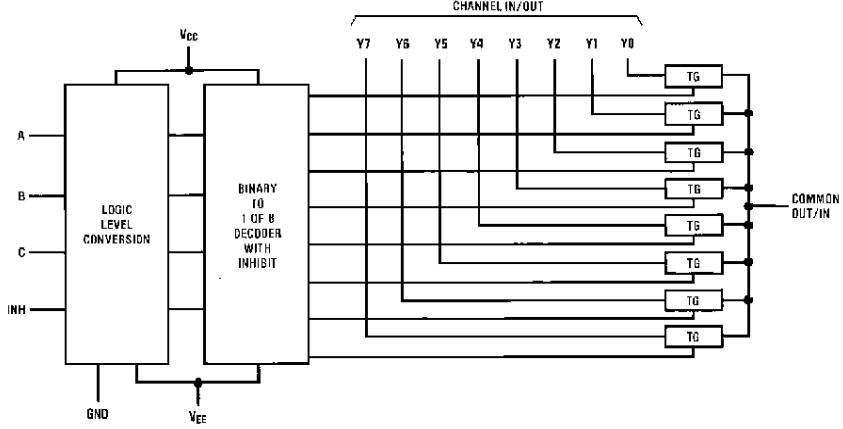 CHANNEL IN/OUT
VCC
Y7 Y6 Y5 Y4 Y3 Y2 Y1 Y0
TG
TG
TG
TG
TG
TG
TG
TG
A
B
C
INH
LOGIC
LEVEL
CONVERSION
BINARY
TO
1 OF 8
DECODER
WITH
INHIBIT
COMMON
OUT/IN
GND
VEE